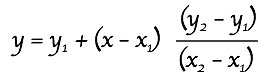 y = y₁ + (x – x₁) (y₂ – y₁) / (x₂ – x₁)